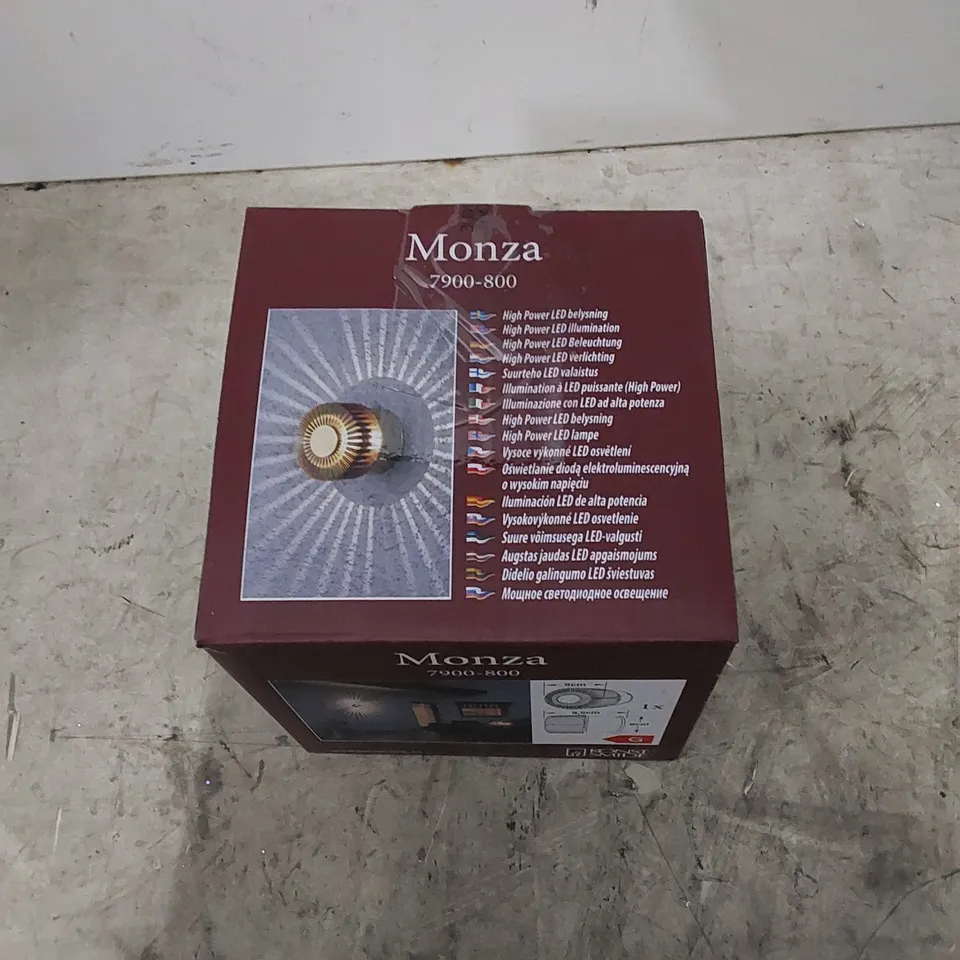 Monza
7900-800
High Power LED belysning
High Power LED illumination
High Power LED Beleuchtung
High Power LED verlichting
Suurteho LED valaistus
Illumination à LED puissante (High Power)
Illuminazione con LED ad alta potenza
High Power LED belysning
High Power LED lampe
Vysoce výkonné LED osvětlení
Oświetlanie diodą elektroluminescencyjną
o wysokim napięciu
Iluminación LED de alta potencia
Vysokovýkonné LED osvetlenie
Suure võimsusega LED-valgusti
Augstas jaudas LED apgaismojums
Didelio galingumo LED šviestuvas
Мощное светодиодное освещение
Monza
7900-800
9cm
1x
9,5cm
G